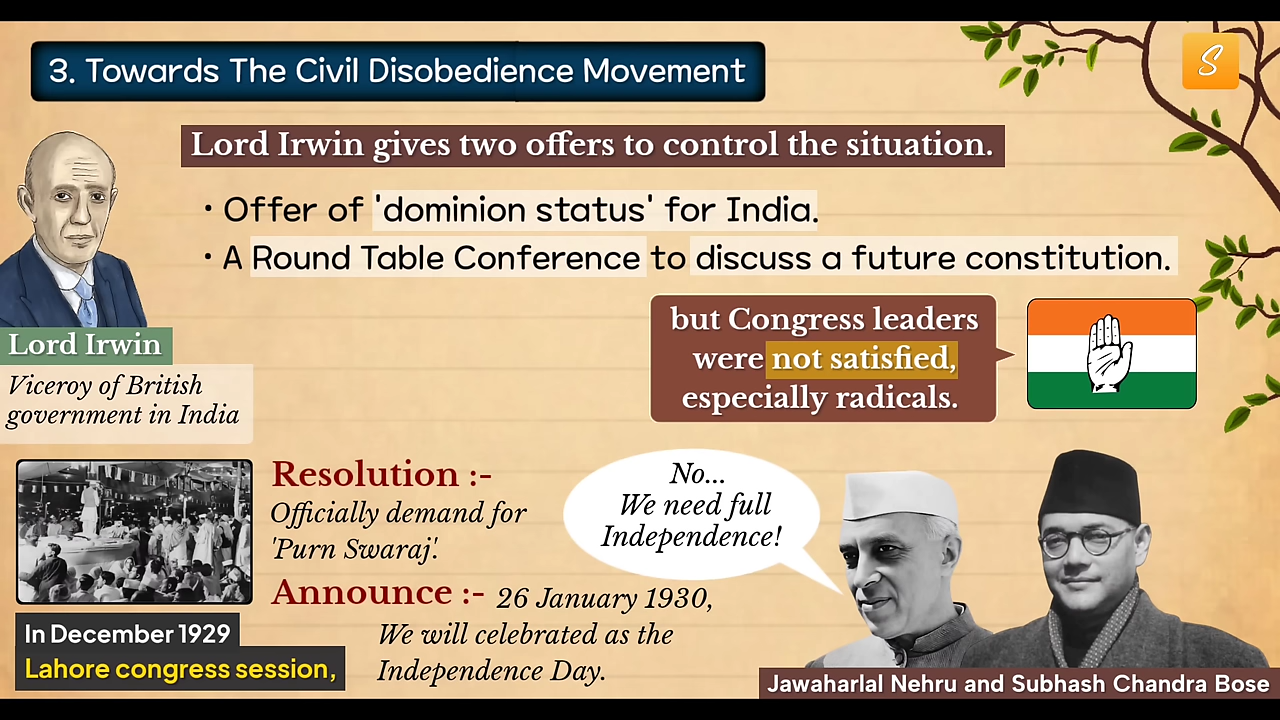 3. Towards The Civil Disobedience Movement
S
Lord Irwin gives two offers to control the situation.
• Offer of 'dominion status' for India.
• A Round Table Conference to discuss a future constitution.
Lord Irwin
Viceroy of British
government in India
but Congress leaders
were not satisfied,
especially radicals.
Resolution :-
Officially demand for
'Purn Swaraj'.
Announce :- 26 January 1930,
We will celebrated as the
Independence Day.
In December 1929
Lahore congress session,
No...
We need full
Independence!
Jawaharlal Nehru and Subhash Chandra Bose